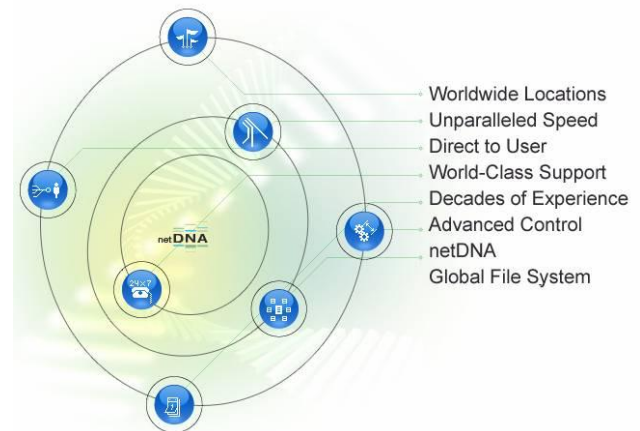 Worldwide Locations
Unparalleled Speed
Direct to User
World-Class Support
Decades of Experience
Advanced Control
netDNA
Global File System
netDNA
24x7